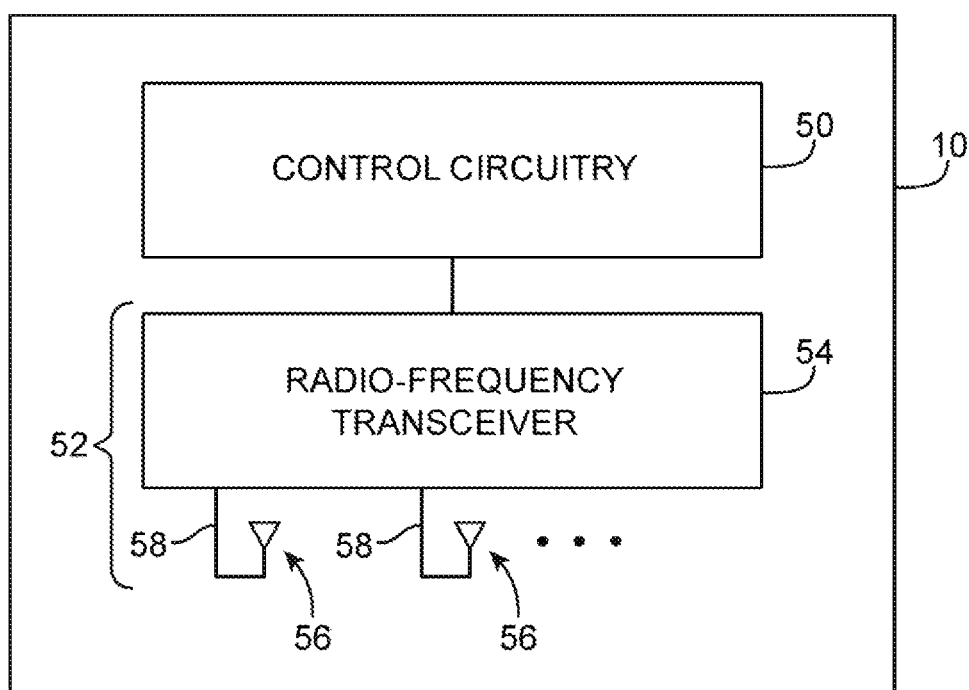 CONTROL CIRCUITRY
50
10
RADIO-FREQUENCY
TRANSCEIVER
54
52
58
58
56
56